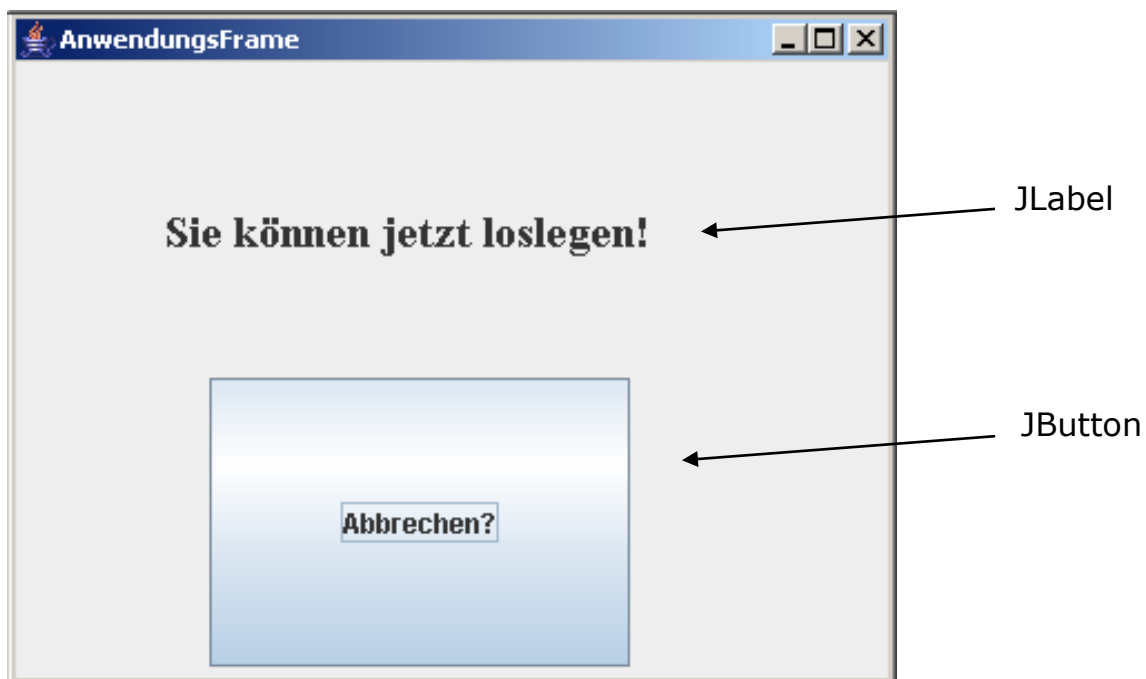 AnwendungsFrame
JLabel
Sie können jetzt loslegen!
JButton
Abbrechen?